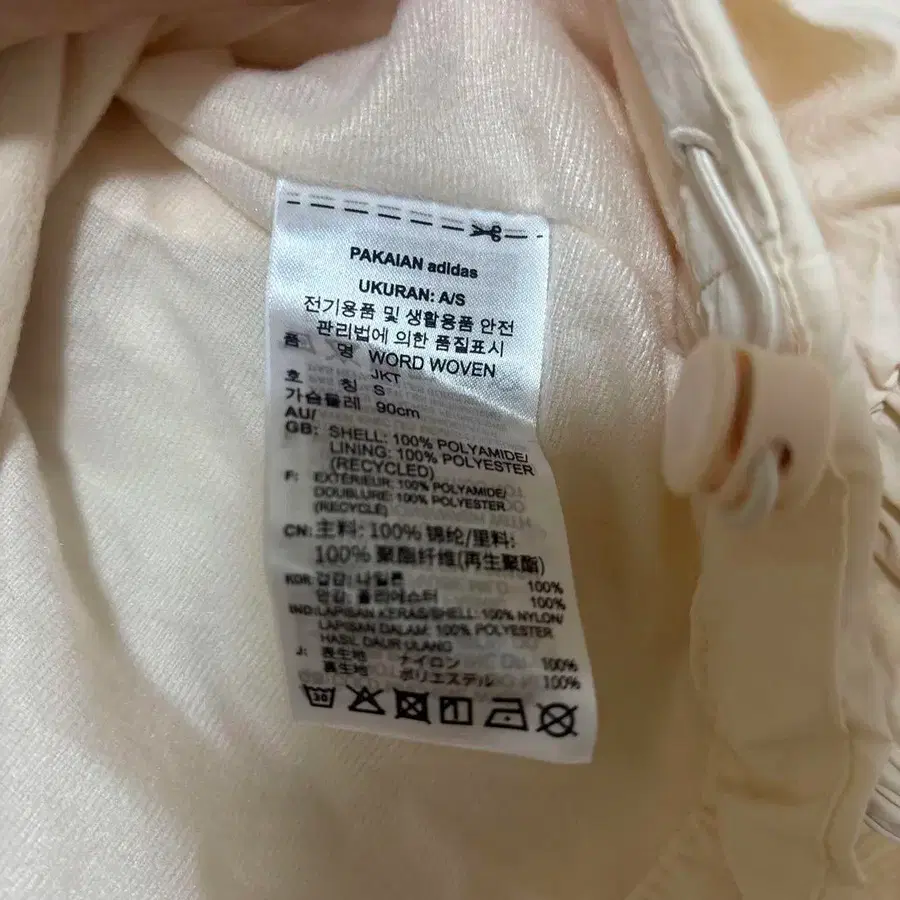 PAKAIAN adidas
UKURAN: A/S
전기용품 및 생활용품 안전
관리법에 의한 품질표시
품 명 WORD WOVEN
JKT
호 칭 S
가슴둘레 90cm
AU/
GB: SHELL: 100% POLYAMIDE/
LINING: 100% POLYESTER
(RECYCLED)
F: EXTÉRIEUR: 100% POLYAMIDE/
DOUBLURE: 100% POLYESTER
(RECYCLÉ)
CN: 主料: 100% 锦纶/里料:
100% 聚酯纤维(再生聚酯)
KOR: 겉감: 나일론 100%
안감: 폴리에스터 100%
IND: LAPISAN KERAS/SHELL: 100% NYLON/
LAPISAN DALAM: 100% POLYESTER
HASIL DAUR ULANG
J: 表生地 ナイロン 100%
裏生地 ポリエステル 100%
30